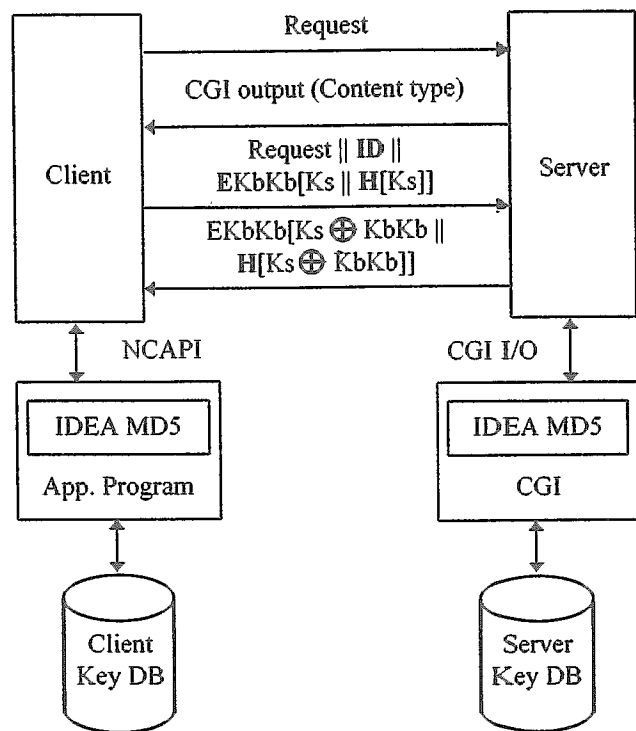 Request
CGI output (Content type)
Request || ID ||
EKbKb[Ks || H[Ks]]
EKbKb[Ks ⊕ KbKb ||
H[Ks ⊕ KbKb]]
Client
Server
NCAPI
CGI I/O
IDEA MD5
App. Program
IDEA MD5
CGI
Client
Key DB
Server
Key DB